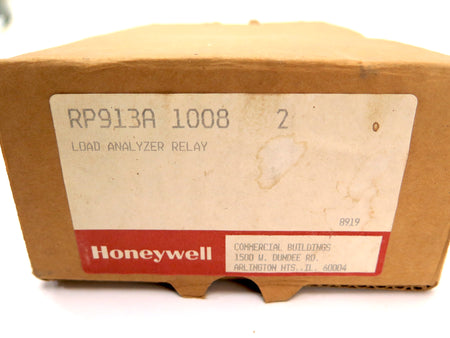 RP913A 1008 2
LOAD ANALYZER RELAY
8919
Honeywell
COMMERCIAL BUILDINGS
1500 W. DUNDEE RD.
ARLINGTON HTS., IL. 60004